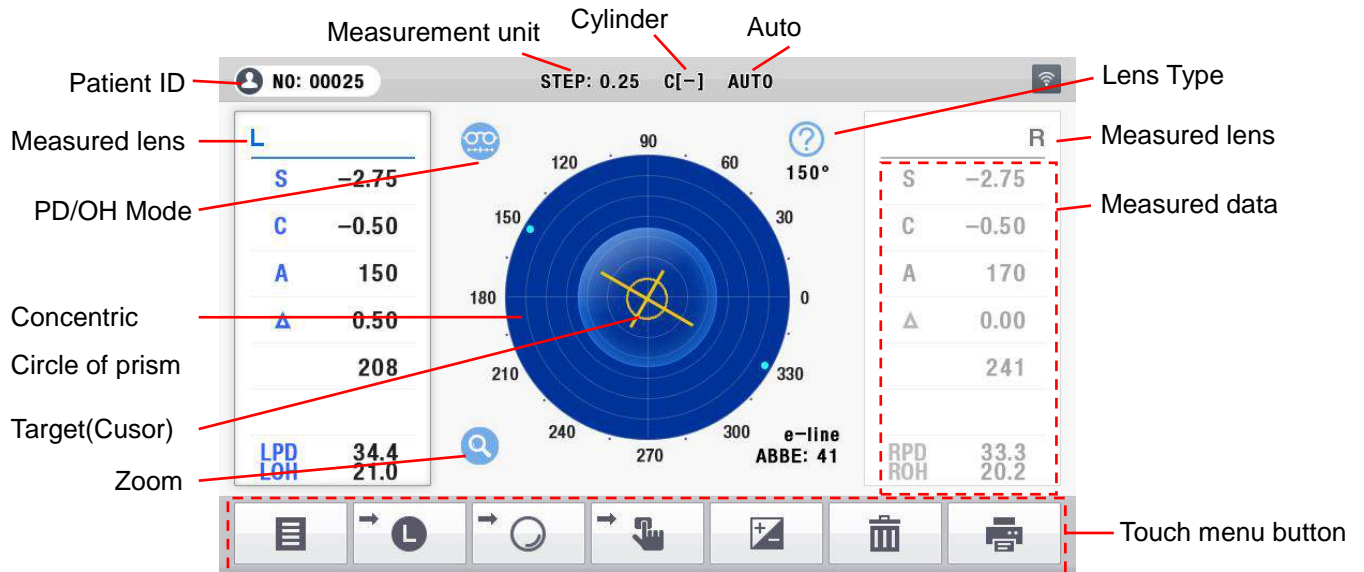 Measurement unit
Cylinder
Auto
Patient ID
NO: 00025
STEP: 0.25 C[-] AUTO
Lens Type
Measured lens
L
R
Measured lens
S -2.75
C -0.50
A 150
Δ 0.50
208
LPD 34.4
LOH 21.0
PD/OH Mode
Concentric
Circle of prism
Target(Cusor)
Zoom
90
120
60
150
30
180
0
210
330
240
300
270
150°
e-line
ABBE: 41
S -2.75
C -0.50
A 170
Δ 0.00
241
RPD 33.3
ROH 20.2
Measured data
L
Touch menu button